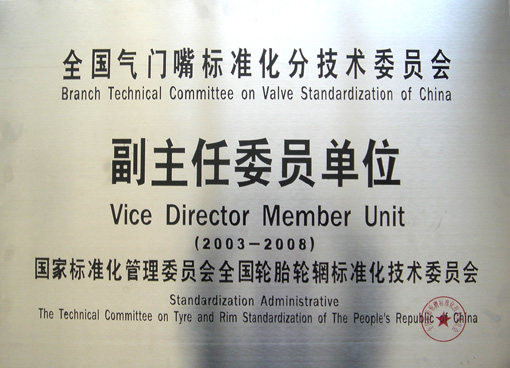 全国气门嘴标准化分技术委员会
Branch Technical Committee on Valve Standardization of China
副主任委员单位
Vice Director Member Unit
(2003-2008)
国家标准化管理委员会全国轮胎轮辋标准化技术委员会
Standardization Administrative
The Technical Committee on Tyre and Rim Standardization of The People's Republic of China